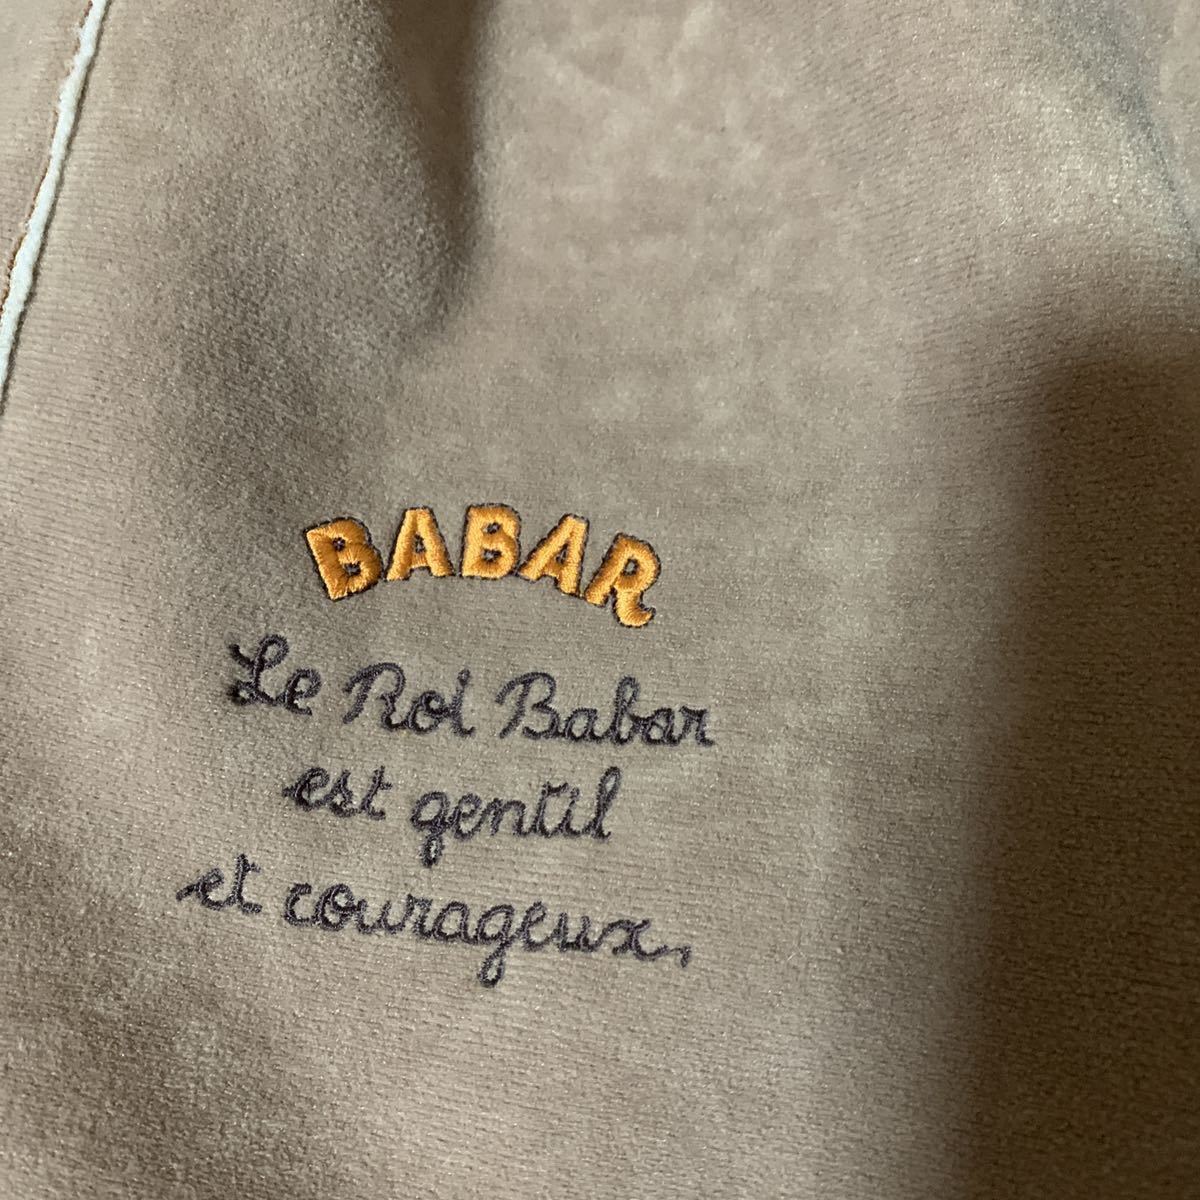 BABAR
Le Roi Babar
est gentil
et courageux,